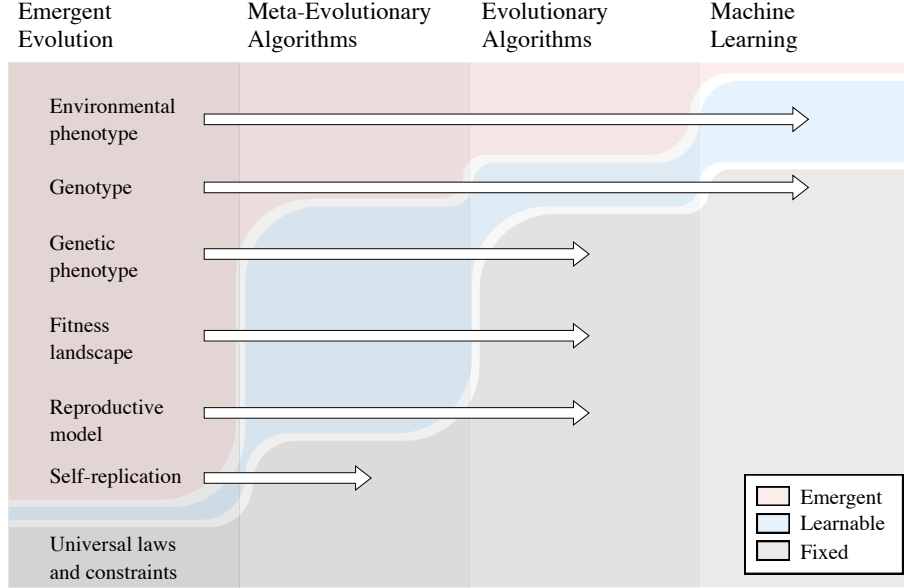 Emergent
Evolution
Meta-Evolutionary
Algorithms
Evolutionary
Algorithms
Machine
Learning
Environmental
phenotype
Genotype
Genetic
phenotype
Fitness
landscape
Reproductive
model
Self-replication
Universal laws
and constraints
Emergent
Learnable
Fixed